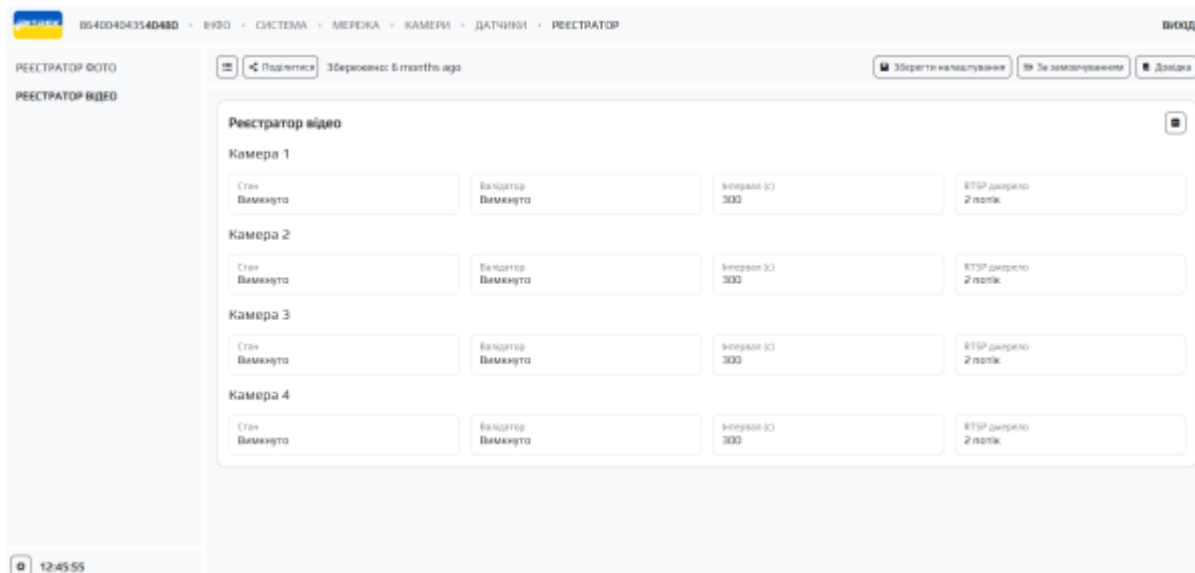 86400404354D480 • ІНФО • СИСТЕМА • МЕРЕЖА • КАМЕРИ • ДАТЧИКИ • РЕЄСТРАТОР ВИХІД
РЕЄСТРАТОР ФОТО
РЕЄСТРАТОР ВІДЕО
Поділитися Збережено: 6 months ago Зберегти налаштування За замовчуванням Довідка
Реєстратор відео
Камера 1
Стан Валідатор Інтервал (с) RTSP джерело
Вимкнуто Вимкнуто 300 2 потік
Камера 2
Стан Валідатор Інтервал (с) RTSP джерело
Вимкнуто Вимкнуто 300 2 потік
Камера 3
Стан Валідатор Інтервал (с) RTSP джерело
Вимкнуто Вимкнуто 300 2 потік
Камера 4
Стан Валідатор Інтервал (с) RTSP джерело
Вимкнуто Вимкнуто 300 2 потік
12:45:55